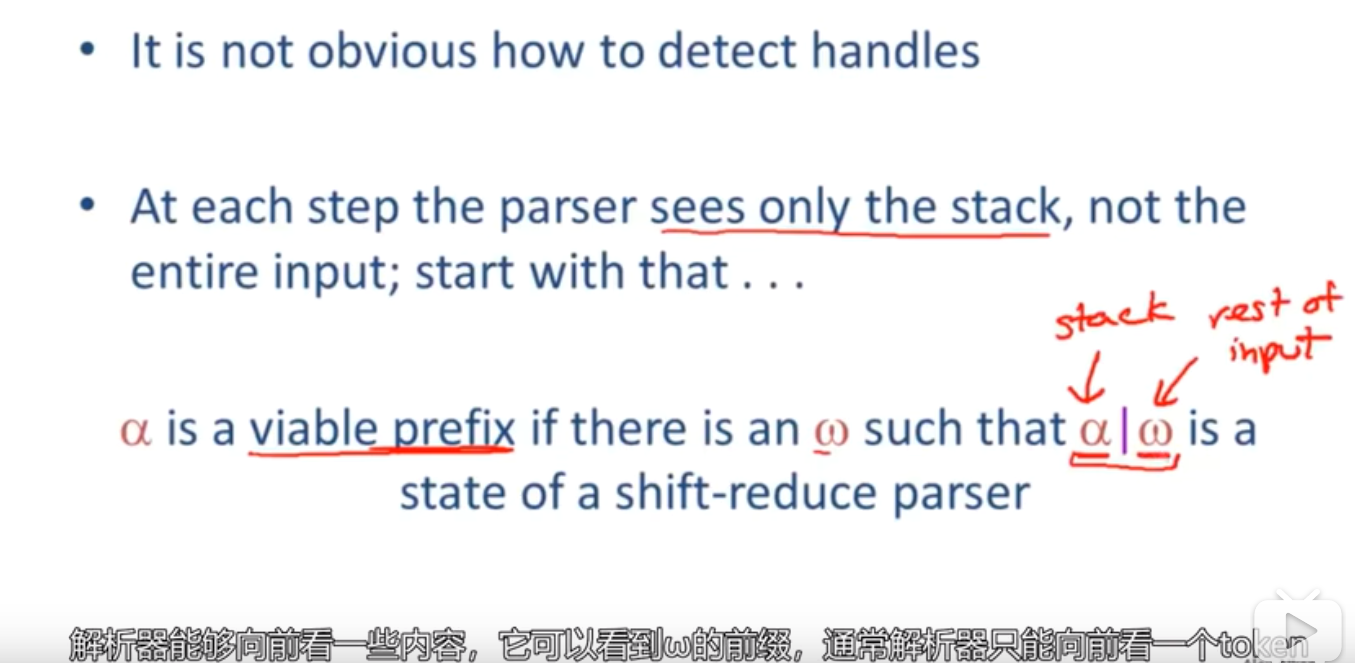 • It is not obvious how to detect handles
• At each step the parser sees only the stack, not the
entire input; start with that . . .
stack rest of
input
α is a viable prefix if there is an ω such that α|ω is a
state of a shift-reduce parser
解析器能够向前看一些内容，它可以看到ω的前缀，通常解析器只能向前看一个token